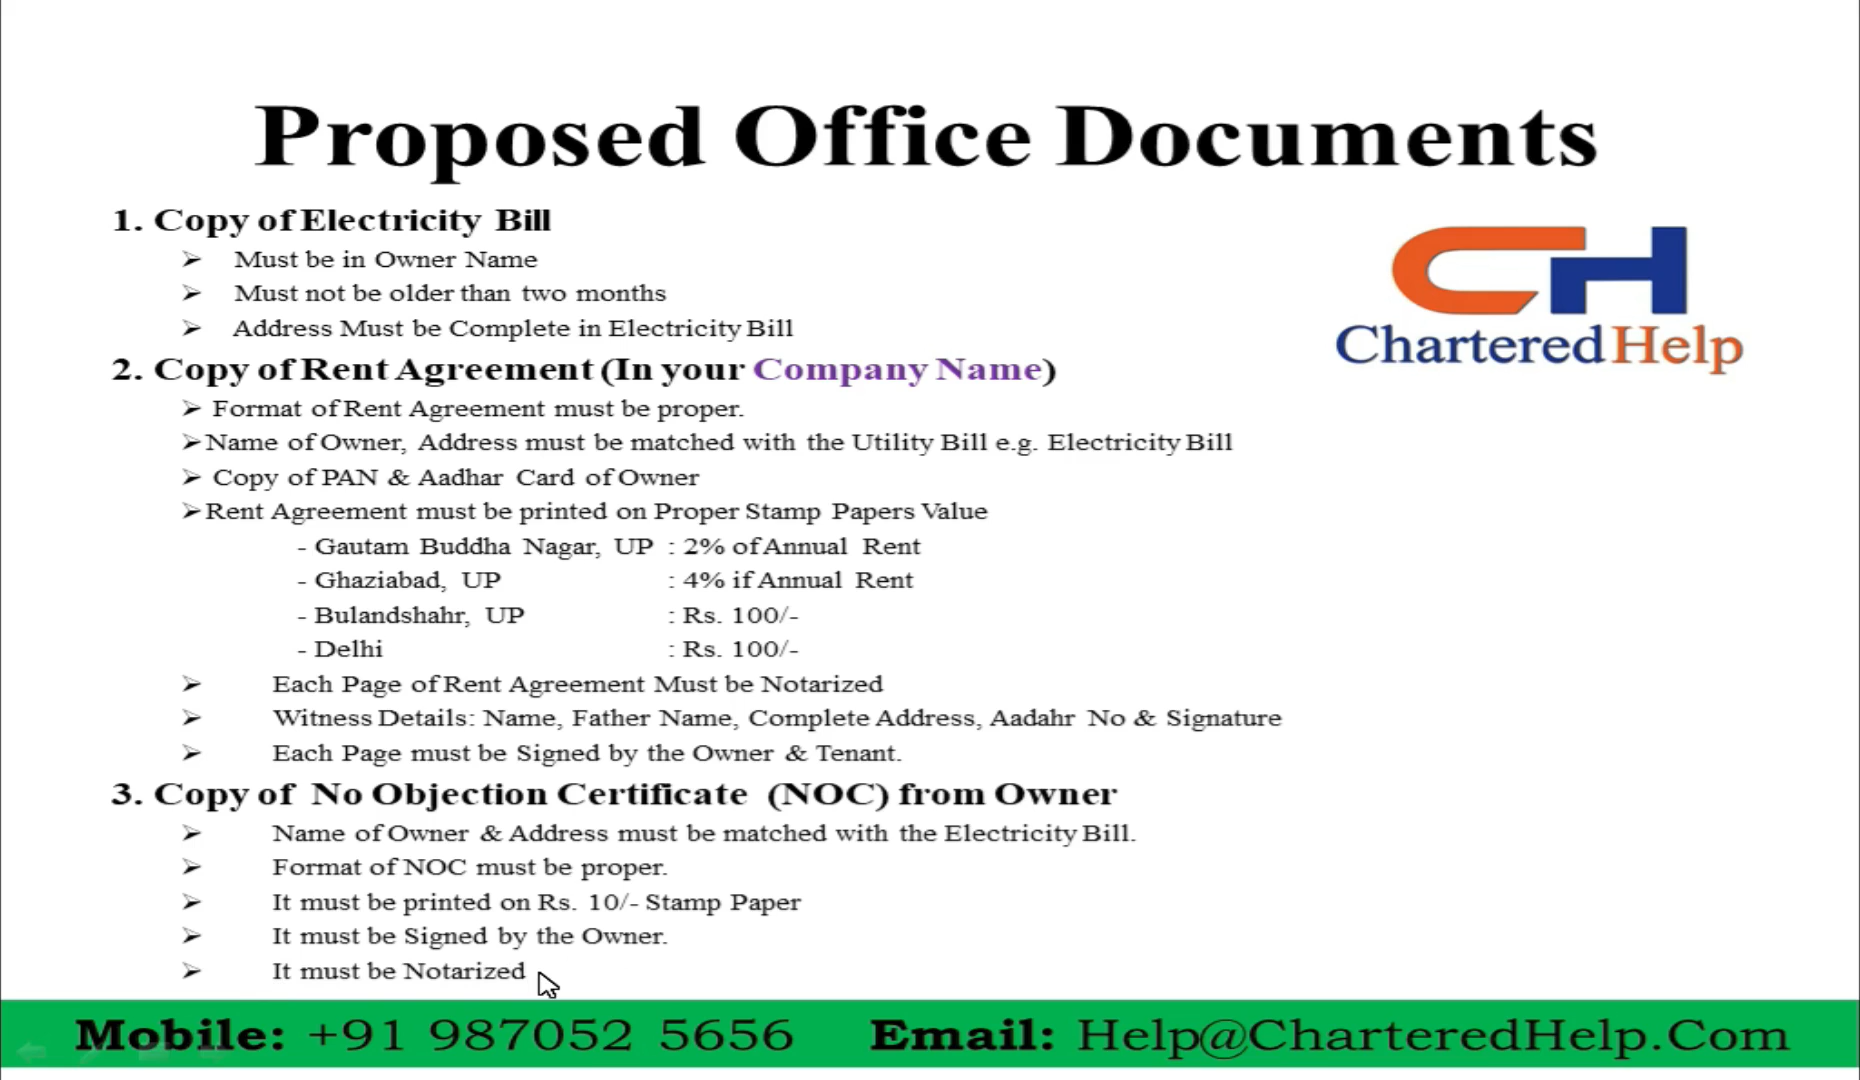 Proposed Office Documents
1. Copy of Electricity Bill
➢ Must be in Owner Name
➢ Must not be older than two months
➢ Address Must be Complete in Electricity Bill
CH
CharteredHelp
2. Copy of Rent Agreement (In your Company Name)
➢ Format of Rent Agreement must be proper.
➢ Name of Owner, Address must be matched with the Utility Bill e.g. Electricity Bill
➢ Copy of PAN & Aadhar Card of Owner
➢ Rent Agreement must be printed on Proper Stamp Papers Value
- Gautam Buddha Nagar, UP : 2% of Annual Rent
- Ghaziabad, UP : 4% if Annual Rent
- Bulandshahr, UP : Rs. 100/-
- Delhi : Rs. 100/-
➢ Each Page of Rent Agreement Must be Notarized
➢ Witness Details: Name, Father Name, Complete Address, Aadahr No & Signature
➢ Each Page must be Signed by the Owner & Tenant.
3. Copy of No Objection Certificate (NOC) from Owner
➢ Name of Owner & Address must be matched with the Electricity Bill.
➢ Format of NOC must be proper.
➢ It must be printed on Rs. 10/- Stamp Paper
➢ It must be Signed by the Owner.
➢ It must be Notarized
Mobile: +91 987052 5656 Email: Help@CharteredHelp.Com